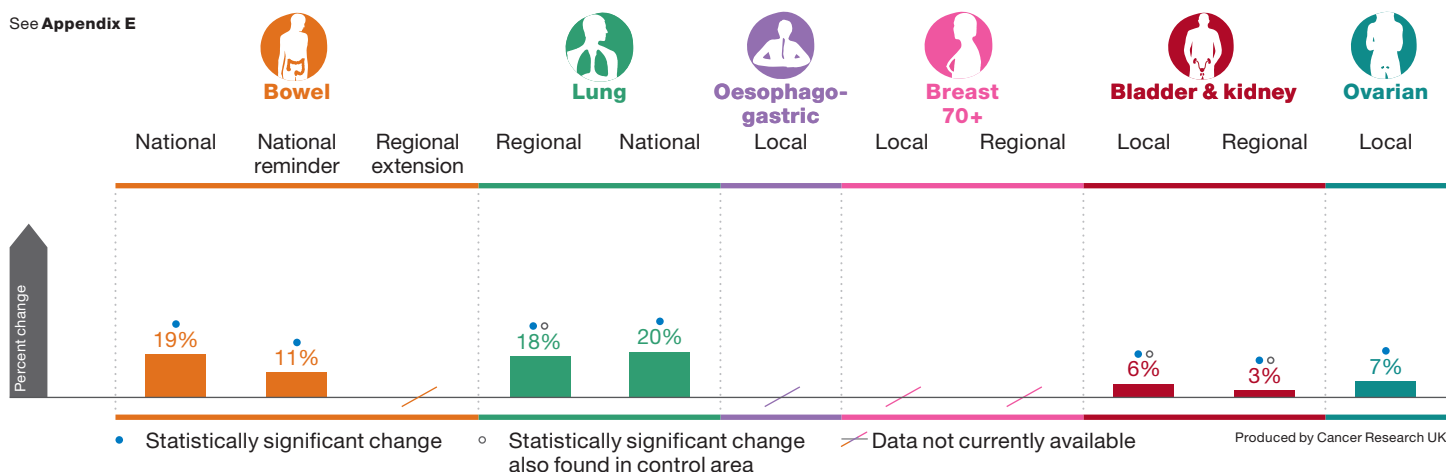 See Appendix E
Bowel
Lung
Oesophago-
gastric
Breast
70+
Bladder & kidney
Ovarian
National
National
reminder
Regional
extension
Regional
National
Local
Local
Regional
Local
Regional
Local
Percent change
19%
11%
18%
20%
6%
3%
7%
Statistically significant change
Statistically significant change
also found in control area
Data not currently available
Produced by Cancer Research UK